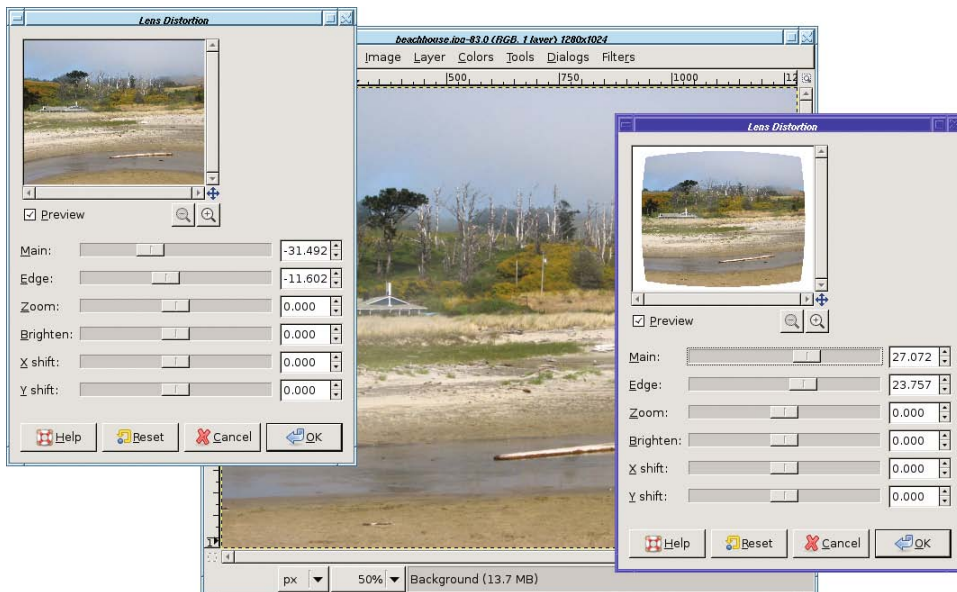 Lens Distortion
Preview
Main:
-31.492
Edge:
-11.602
Zoom:
0.000
Brighten:
0.000
X shift:
0.000
Y shift:
0.000
Help
Reset
Cancel
OK
beachhouse.jpg-83.0 (RGB, 1 layer) 1280x1024
Image Layer Colors Tools Dialogs Filters
500 750 1000 12
px 50% Background (13.7 MB)
Lens Distortion
Preview
Main:
27.072
Edge:
23.757
Zoom:
0.000
Brighten:
0.000
X shift:
0.000
Y shift:
0.000
Help
Reset
Cancel
OK